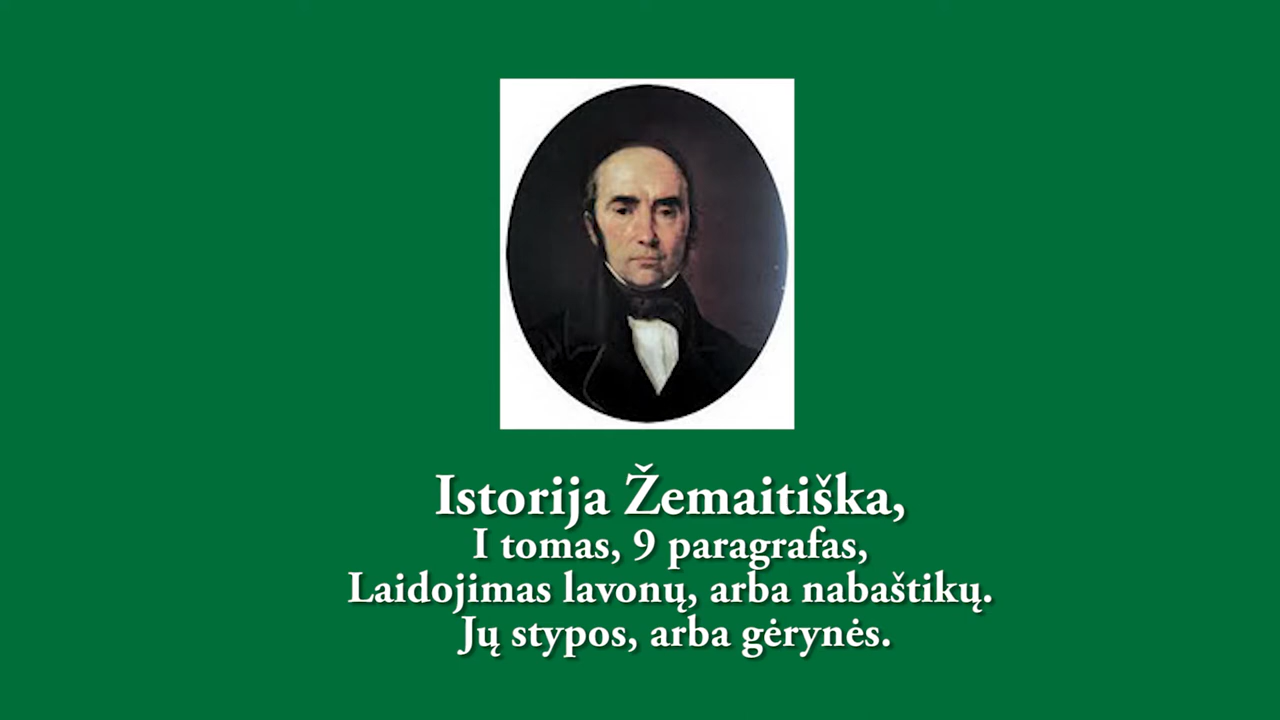 Istorija Žemaitiška,
I tomas, 9 paragrafas,
Laidojimas lavonų, arba nabaštikų.
Jų stypos, arba gėrynės.